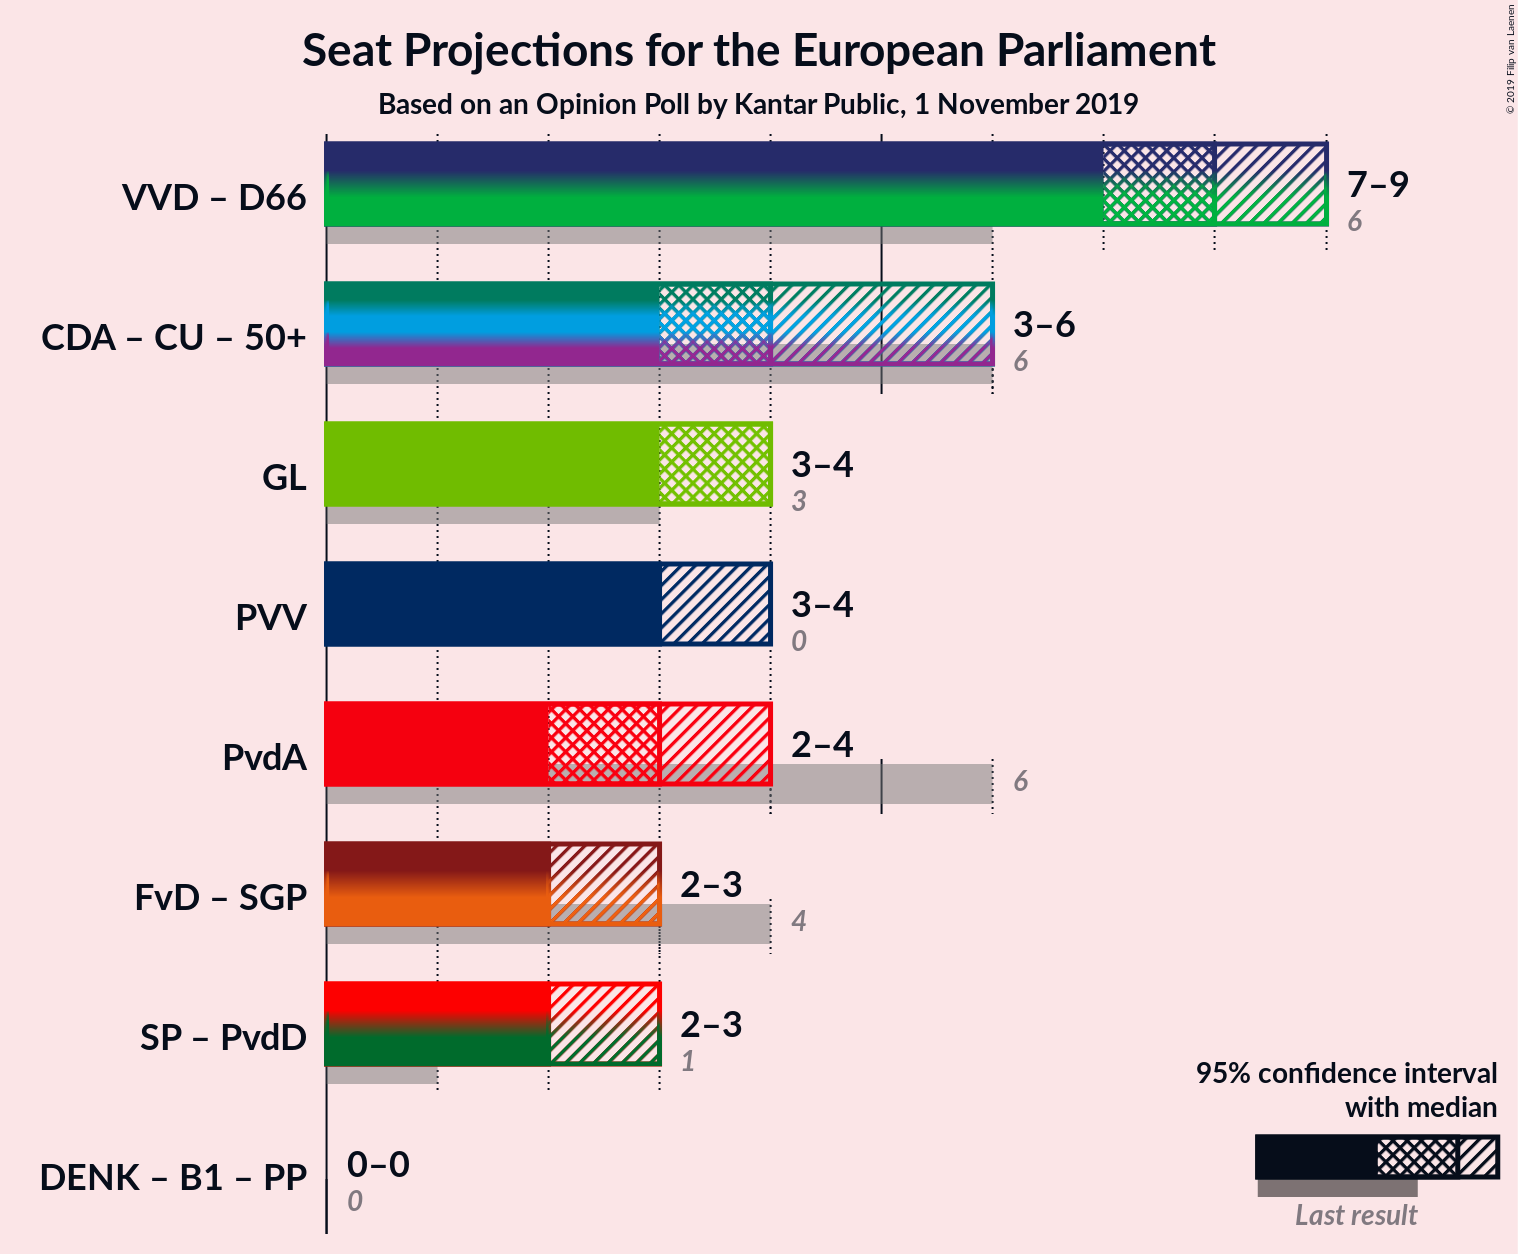 Seat Projections for the European Parliament
Based on an Opinion Poll by Kantar Public, 1 November 2019
© 2019 Filip van Laenen
VVD – D66
7–9
6
CDA – CU – 50+
3–6
6
GL
3–4
3
PVV
3–4
0
PvdA
2–4
6
FvD – SGP
2–3
4
SP – PvdD
2–3
1
DENK – B1 – PP
0–0
0
95% confidence interval
with median
Last result